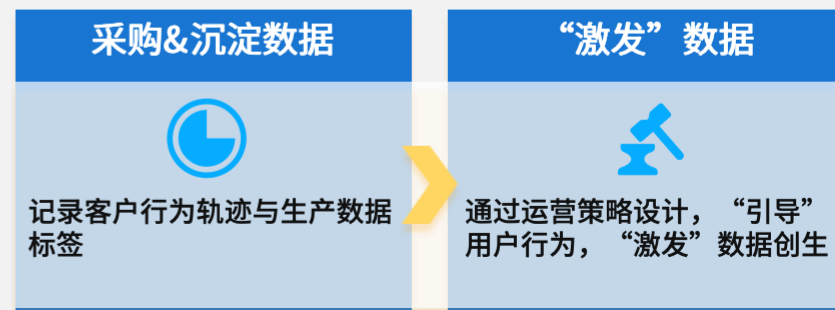 采购&沉淀数据
记录客户行为轨迹与生产数据
标签
“激发”数据
通过运营策略设计，“引导”
用户行为，“激发”数据创生